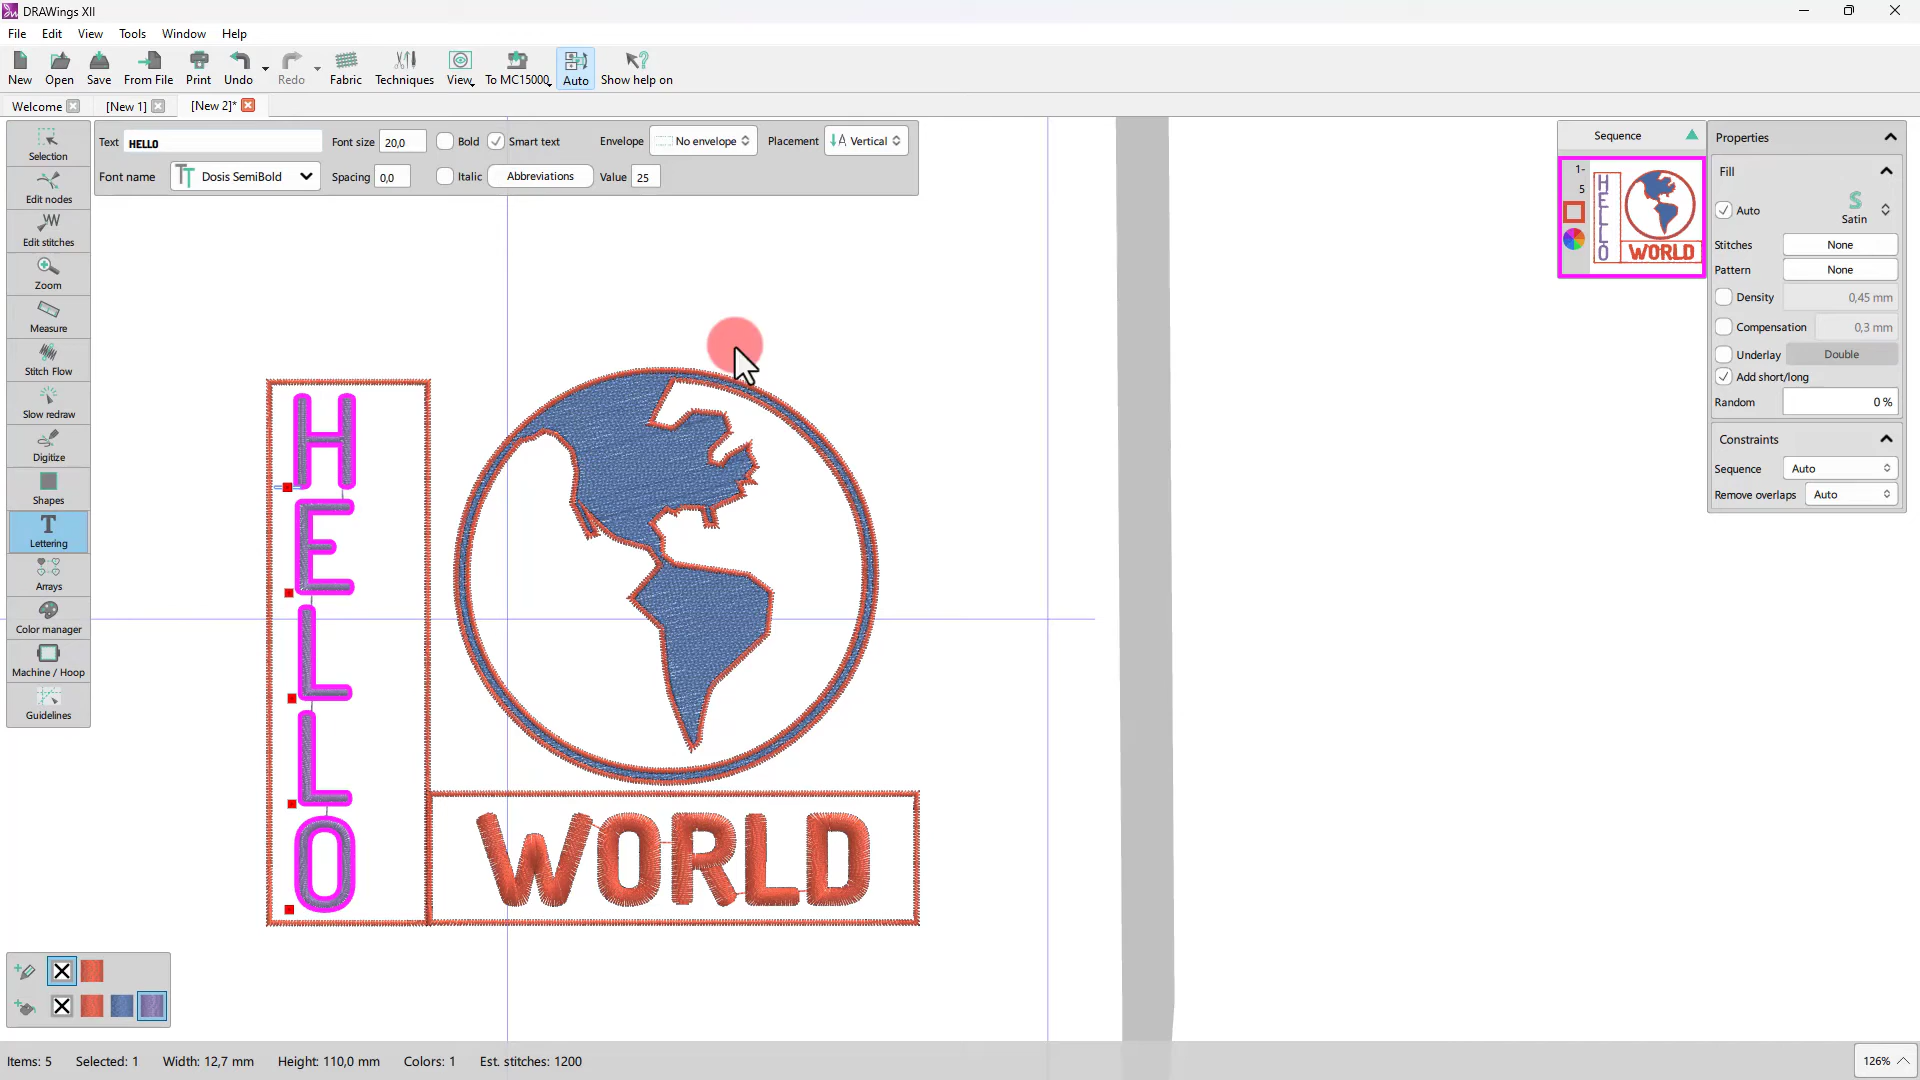 DRAWings XII
File Edit View Tools Window Help
New Open Save From File Print Undo Redo Fabric Techniques View To MC15000 Auto Show help on
Welcome [New 1] [New 2]*
Text HELLO Font size 20,0 Bold Smart text Envelope No envelope Placement Vertical
Font name Dosis SemiBold Spacing 0,0 Italic Abbreviations Value 25
Selection
Edit nodes
Edit stitches
Zoom
Measure
Stitch Flow
Slow redraw
Digitize
Shapes
Lettering
Arrays
Color manager
Machine / Hoop
Guidelines
HELLO
WORLD
Sequence
1-
5
HELLO
WORLD
Properties
Fill
Auto Satin
Stitches None
Pattern None
Density 0,45 mm
Compensation 0,3 mm
Underlay Double
Add short/long
Random 0 %
Constraints
Sequence Auto
Remove overlaps Auto
Items: 5 Selected: 1 Width: 12,7 mm Height: 110,0 mm Colors: 1 Est. stitches: 1200
126%